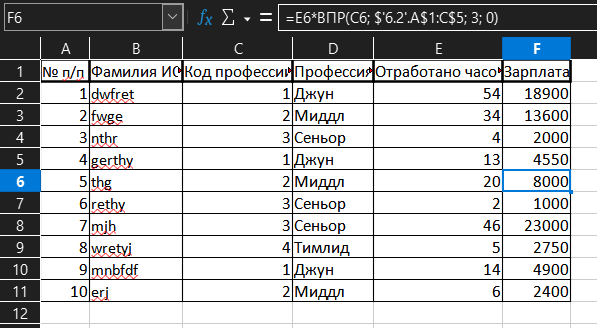 F6 fx Σ = =E6*ВПР(C6; $'6.2'.A$1:C$5; 3; 0)
A B C D E F
1 № п/п Фамилия ИО Код профессии Профессия Отработано часо Зарплата
2 1 dwfret 1 Джун 54 18900
3 2 fwge 2 Миддл 34 13600
4 3 nthr 3 Сеньор 4 2000
5 4 gerthy 1 Джун 13 4550
6 5 thg 2 Миддл 20 8000
7 6 rethy 3 Сеньор 2 1000
8 7 mjh 3 Сеньор 46 23000
9 8 wretyj 4 Тимлид 5 2750
10 9 mnbfdf 1 Джун 14 4900
11 10 erj 2 Миддл 6 2400
12